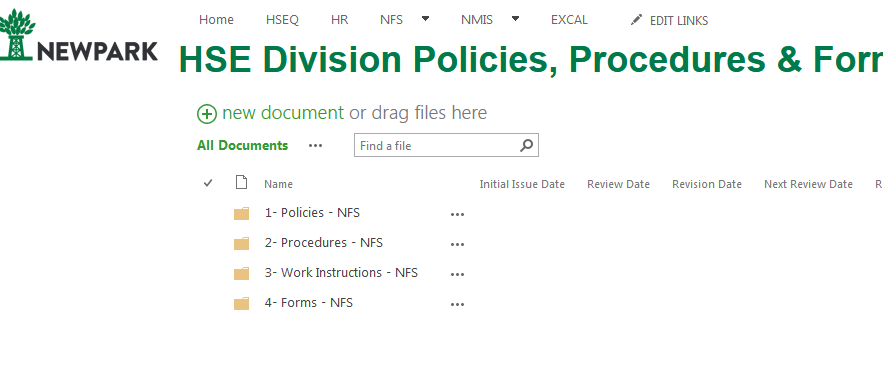 Home HSEQ HR NFS NMIS EXCAL EDIT LINKS
NEWPARK
HSE Division Policies, Procedures & For
new document or drag files here
All Documents ... Find a file
Name Initial Issue Date Review Date Revision Date Next Review Date R
1- Policies - NFS ...
2- Procedures - NFS ...
3- Work Instructions - NFS ...
4- Forms - NFS ...